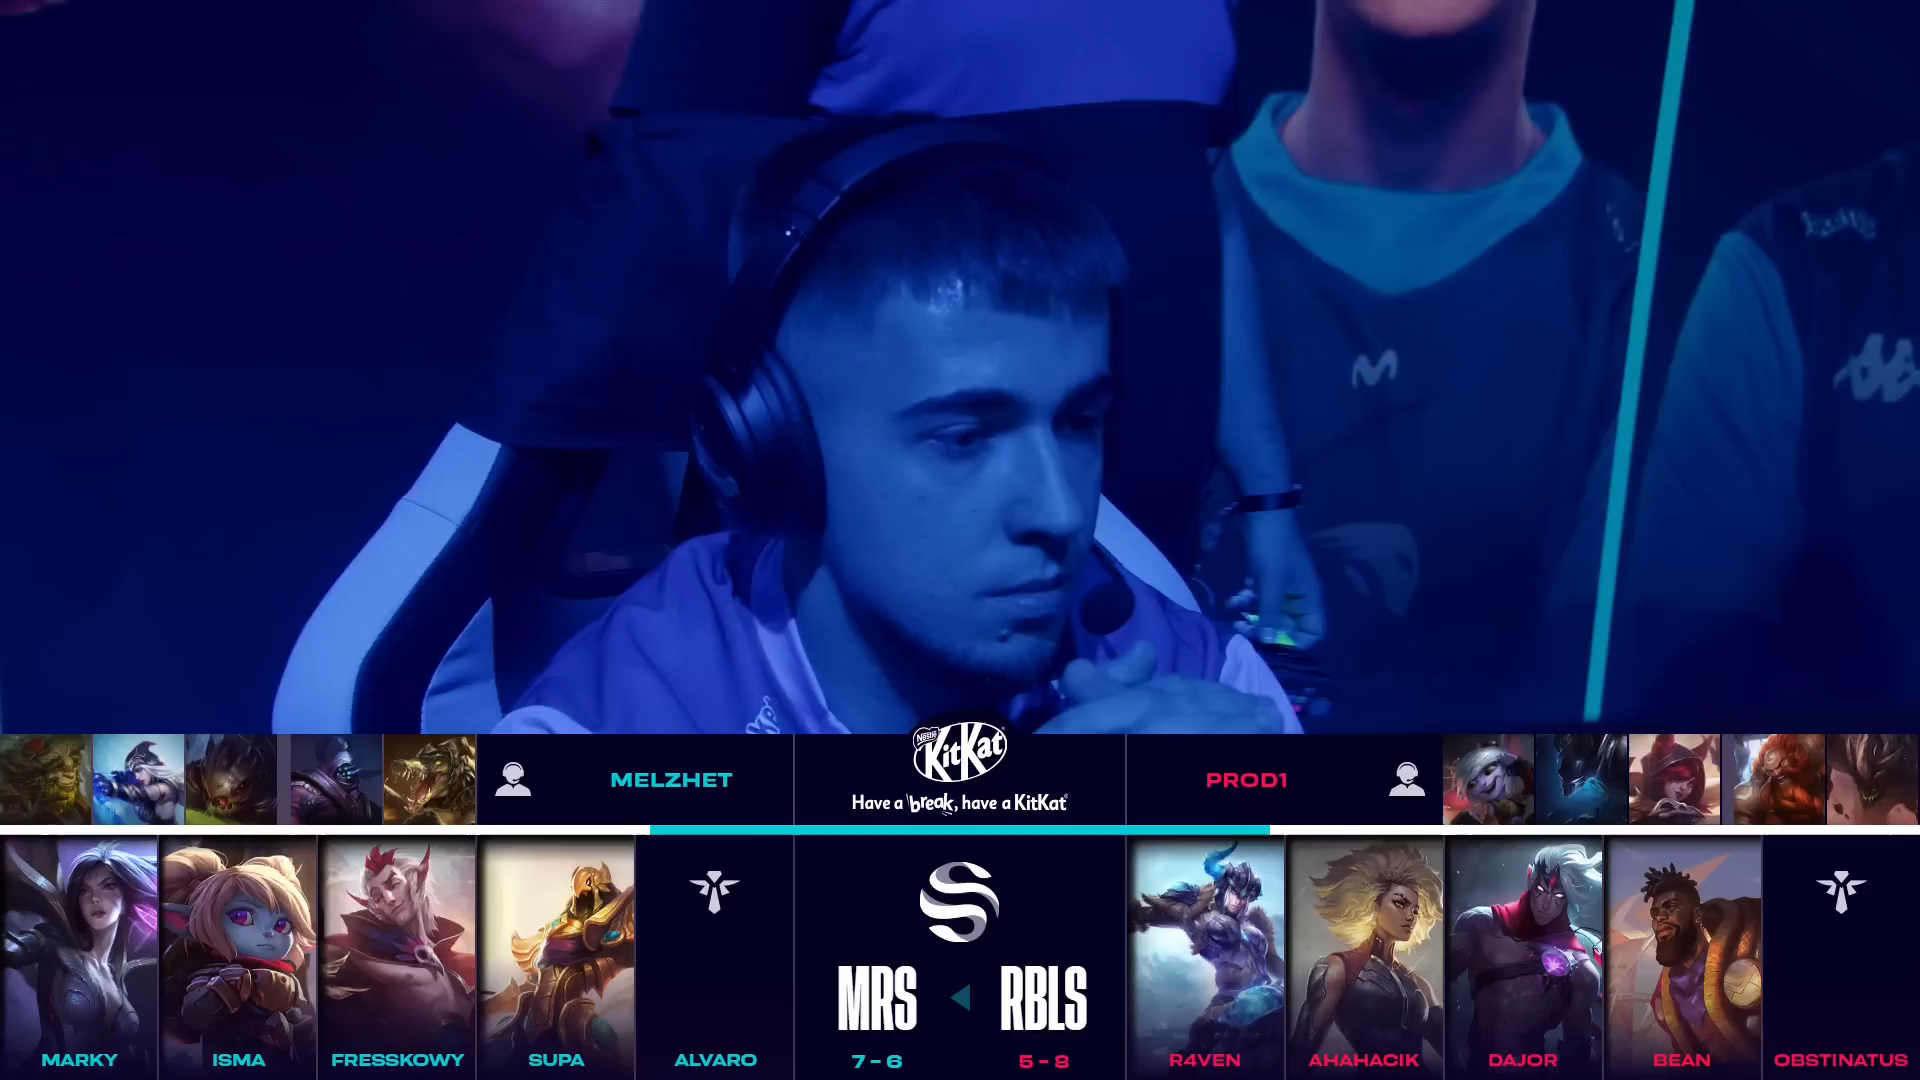 MELZHET
Nestlé
KitKat
Have a break, have a KitKat
PROD1
MRS
RBLS
7 - 6
5 - 8
MARKY
ISMA
FRESSKOWY
SUPA
ALVARO
R4VEN
AHAHACIK
DAJOR
BEAN
OBSTINATUS